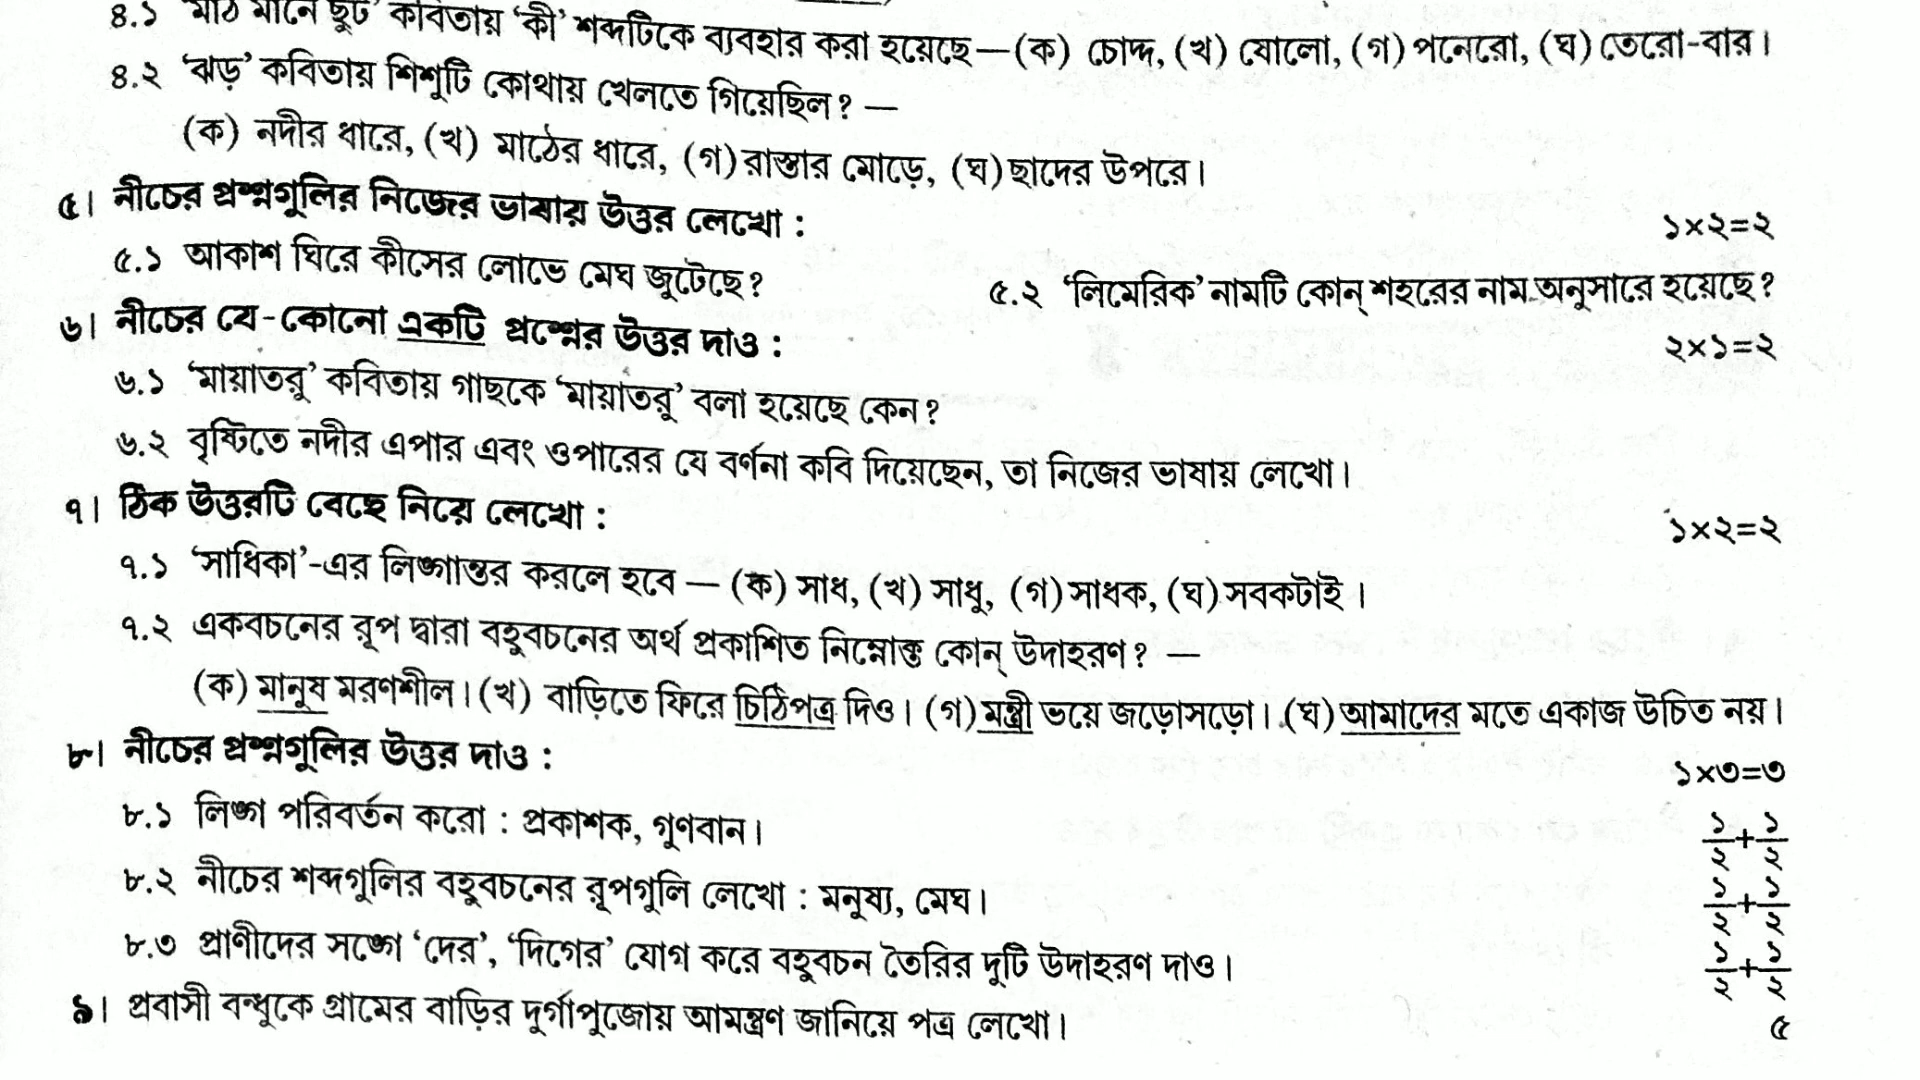 ৪.১ ‘মাঠ মানে ছুট’ কবিতায় ‘কী’ শব্দটিকে ব্যবহার করা হয়েছে—(ক) চোদ্দ, (খ) ষোলো, (গ) পনেরো, (ঘ) তেরো-বার।
৪.২ ‘ঝড়’ কবিতায় শিশুটি কোথায় খেলতে গিয়েছিল? —
(ক) নদীর ধারে, (খ) মাঠের ধারে, (গ) রাস্তার মোড়ে, (ঘ) ছাদের উপরে।
৫। নীচের প্রশ্নগুলির নিজের ভাষায় উত্তর লেখো : ১×২=২
৫.১ আকাশ ঘিরে কীসের লোভে মেঘ জুটেছে? ৫.২ ‘লিমেরিক’ নামটি কোন্ শহরের নাম অনুসারে হয়েছে?
৬। নীচের যে-কোনো একটি প্রশ্নের উত্তর দাও : ২×১=২
৬.১ ‘মায়াতরু’ কবিতায় গাছকে ‘মায়াতরু’ বলা হয়েছে কেন?
৬.২ বৃষ্টিতে নদীর এপার এবং ওপারের যে বর্ণনা কবি দিয়েছেন, তা নিজের ভাষায় লেখো।
৭। ঠিক উত্তরটি বেছে নিয়ে লেখো : ১×২=২
৭.১ ‘সাধিকা’-এর লিঙ্গান্তর করলে হবে — (ক) সাধ, (খ) সাধু, (গ) সাধক, (ঘ) সবকটাই।
৭.২ একবচনের রূপ দ্বারা বহুবচনের অর্থ প্রকাশিত নিম্নোক্ত কোন্ উদাহরণ? —
(ক) মানুষ মরণশীল। (খ) বাড়িতে ফিরে চিঠিপত্র দিও। (গ) মন্ত্রী ভয়ে জড়োসড়ো। (ঘ) আমাদের মতে একাজ উচিত নয়।
৮। নীচের প্রশ্নগুলির উত্তর দাও : ১×৩=৩
৮.১ লিঙ্গ পরিবর্তন করো : প্রকাশক, গুণবান। ১/২+১/২
৮.২ নীচের শব্দগুলির বহুবচনের রূপগুলি লেখো : মনুষ্য, মেঘ। ১/২+১/২
৮.৩ প্রাণীদের সঙ্গে ‘দের’, ‘দিগের’ যোগ করে বহুবচন তৈরির দুটি উদাহরণ দাও। ১/২+১/২
৯। প্রবাসী বন্ধুকে গ্রামের বাড়ির দুর্গাপুজোয় আমন্ত্রণ জানিয়ে পত্র লেখো। ৫